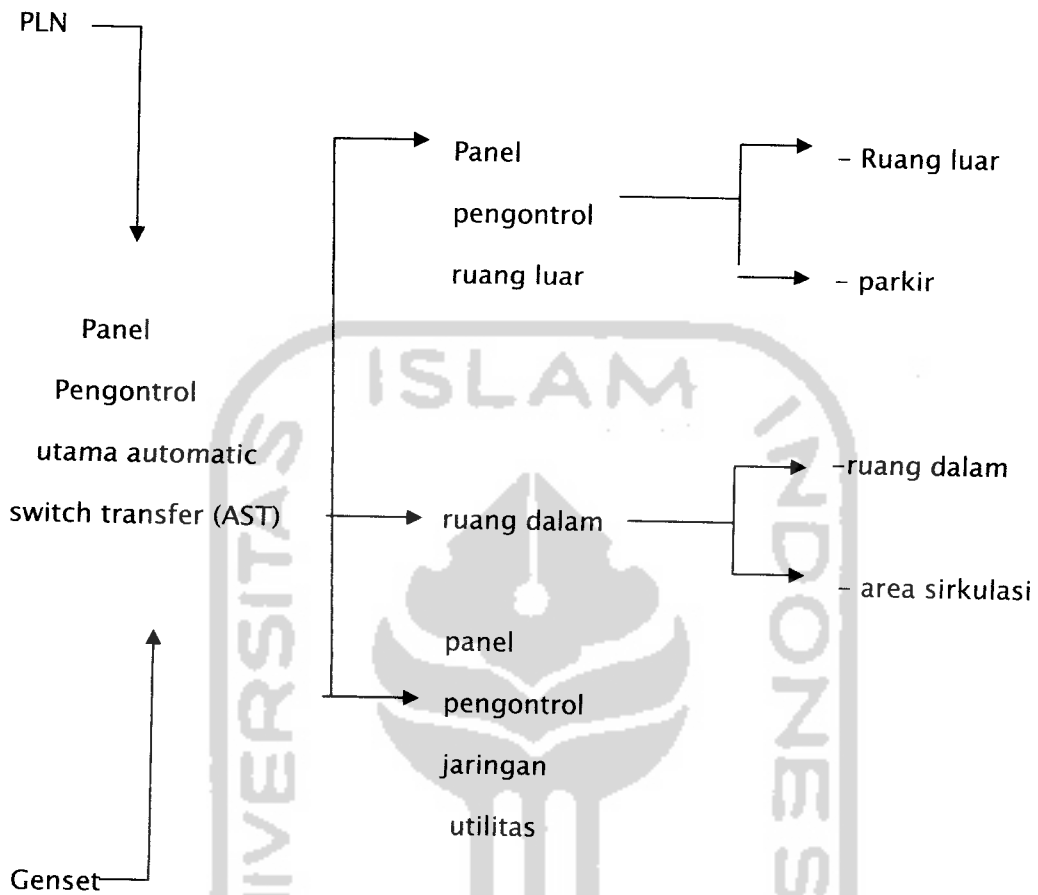 PLN
Panel
Pengontrol
utama automatic
switch transfer (AST)
Genset
Panel
pengontrol
ruang luar
– Ruang luar
– parkir
ruang dalam
–ruang dalam
– area sirkulasi
panel
pengontrol
jaringan
utilitas
ISLAM